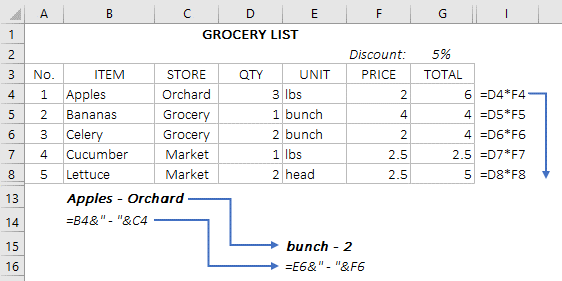 A B C D E F G I
1 GROCERY LIST
2 Discount: 5%
3 No. ITEM STORE QTY UNIT PRICE TOTAL
4 1 Apples Orchard 3 lbs 2 6 =D4*F4
5 2 Bananas Grocery 1 bunch 4 4 =D5*F5
6 3 Celery Grocery 2 bunch 2 4 =D6*F6
7 4 Cucumber Market 1 lbs 2.5 2.5 =D7*F7
8 5 Lettuce Market 2 head 2.5 5 =D8*F8
13 Apples - Orchard
14 =B4&" - "&C4
15 bunch - 2
16 =E6&" - "&F6